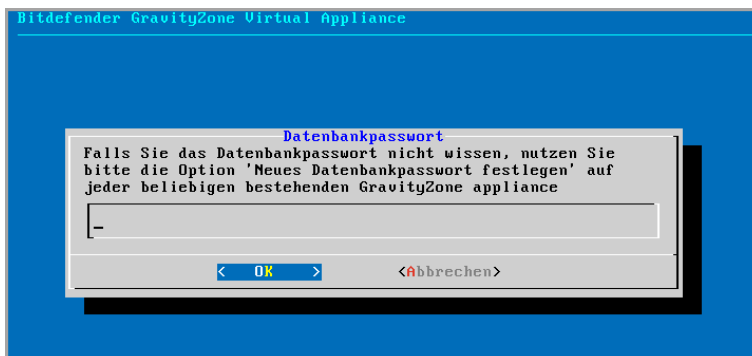 Bitdefender GravityZone Virtual Appliance
Datenbankpasswort
Falls Sie das Datenbankpasswort nicht wissen, nutzen Sie
bitte die Option 'Neues Datenbankpasswort festlegen' auf
jeder beliebigen bestehenden GravityZone appliance
< OK > <Abbrechen>